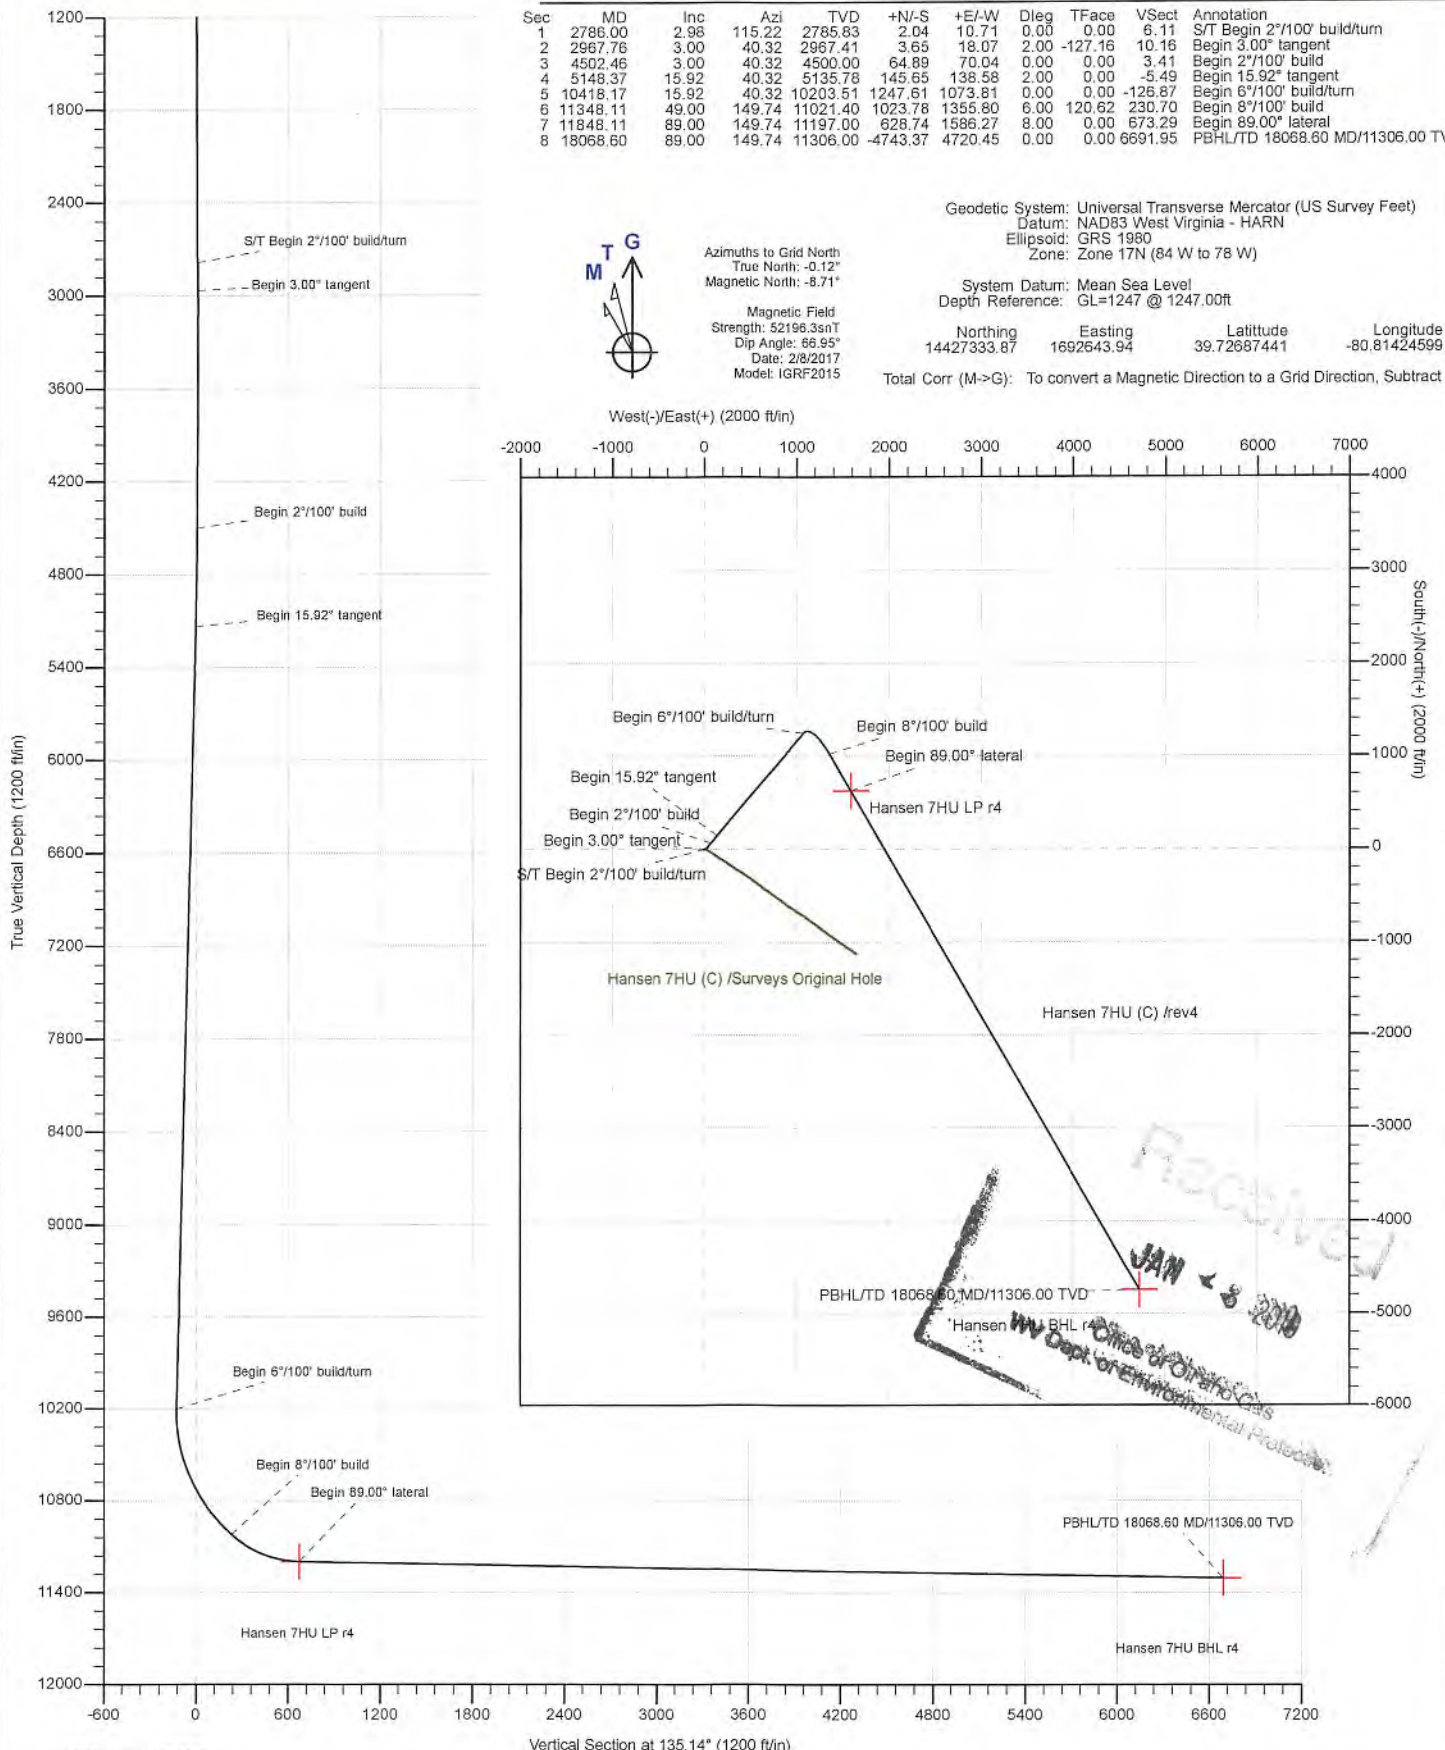 Sec MD Inc Azi TVD +N/-S +E/-W Dleg TFace VSect Annotation
1 2786.00 2.98 115.22 2785.83 2.04 10.71 0.00 0.00 6.11 S/T Begin 2°/100' build/turn
2 2967.76 3.00 40.32 2967.41 3.65 18.07 2.00 -127.16 10.16 Begin 3.00° tangent
3 4502.46 3.00 40.32 4500.00 64.89 70.04 0.00 0.00 3.41 Begin 2°/100' build
4 5148.37 15.92 40.32 5135.78 145.65 138.58 2.00 0.00 -5.49 Begin 15.92° tangent
5 10418.17 15.92 40.32 10203.51 1247.61 1073.81 0.00 0.00 -126.87 Begin 6°/100' build/turn
6 11348.11 49.00 149.74 11021.40 1023.78 1355.80 6.00 120.62 230.70 Begin 8°/100' build
7 11848.11 89.00 149.74 11197.00 628.74 1586.27 8.00 0.00 673.29 Begin 89.00° lateral
8 18068.60 89.00 149.74 11306.00 -4743.37 4720.45 0.00 0.00 6691.95 PBHL/TD 18068.60 MD/11306.00 TV
M T G
Azimuths to Grid North
True North: -0.12°
Magnetic North: -8.71°
Magnetic Field
Strength: 52196.3snT
Dip Angle: 66.95°
Date: 2/8/2017
Model: IGRF2015
Geodetic System: Universal Transverse Mercator (US Survey Feet)
Datum: NAD83 West Virginia - HARN
Ellipsoid: GRS 1980
Zone: Zone 17N (84 W to 78 W)
System Datum: Mean Sea Level
Depth Reference: GL=1247 @ 1247.00ft
Northing Easting Latittude Longitude
14427333.87 1692643.94 39.72687441 -80.81424599
Total Corr (M->G): To convert a Magnetic Direction to a Grid Direction, Subtract
True Vertical Depth (1200 ft/in)
1200
1800
2400
3000
3600
4200
4800
5400
6000
6600
7200
7800
8400
9000
9600
10200
10800
11400
12000
S/T Begin 2°/100' build/turn
Begin 3.00° tangent
Begin 2°/100' build
Begin 15.92° tangent
Begin 6°/100' build/turn
Begin 8°/100' build
Begin 89.00° lateral
PBHL/TD 18068.60 MD/11306.00 TVD
Hansen 7HU LP r4
Hansen 7HU BHL r4
-600 0 600 1200 1800 2400 3000 3600 4200 4800 5400 6000 6600 7200
Vertical Section at 135.14° (1200 ft/in)
West(-)/East(+) (2000 ft/in)
-2000 -1000 0 1000 2000 3000 4000 5000 6000 7000
4000
3000
2000
1000
0
-1000
-2000
-3000
-4000
-5000
-6000
South(-)/North(+) (2000 ft/in)
Begin 6°/100' build/turn
Begin 8°/100' build
Begin 89.00° lateral
Begin 15.92° tangent
Hansen 7HU LP r4
Begin 2°/100' build
Begin 3.00° tangent
S/T Begin 2°/100' build/turn
Hansen 7HU (C) /Surveys Original Hole
Hansen 7HU (C) /rev4
PBHL/TD 18068.60 MD/11306.00 TVD
Hansen 7HU BHL r4
Received
JAN
Office of Oil and Gas
WV Dept. of Environmental Protection